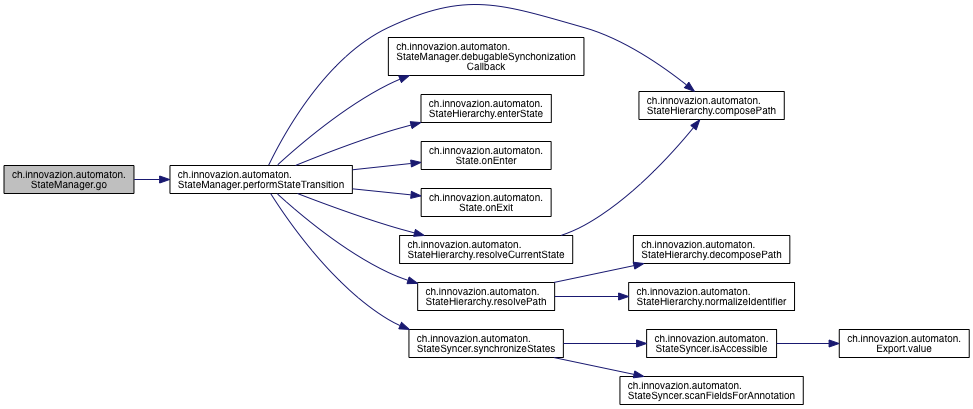 ch.innovazion.automaton.
StateManager.go
ch.innovazion.automaton.
StateManager.performStateTransition
ch.innovazion.automaton.
StateManager.debugableSynchonization
Callback
ch.innovazion.automaton.
StateHierarchy.enterState
ch.innovazion.automaton.
State.onEnter
ch.innovazion.automaton.
State.onExit
ch.innovazion.automaton.
StateHierarchy.resolveCurrentState
ch.innovazion.automaton.
StateHierarchy.resolvePath
ch.innovazion.automaton.
StateSyncer.synchronizeStates
ch.innovazion.automaton.
StateHierarchy.composePath
ch.innovazion.automaton.
StateHierarchy.decomposePath
ch.innovazion.automaton.
StateHierarchy.normalizeIdentifier
ch.innovazion.automaton.
StateSyncer.isAccessible
ch.innovazion.automaton.
StateSyncer.scanFieldsForAnnotation
ch.innovazion.automaton.
Export.value